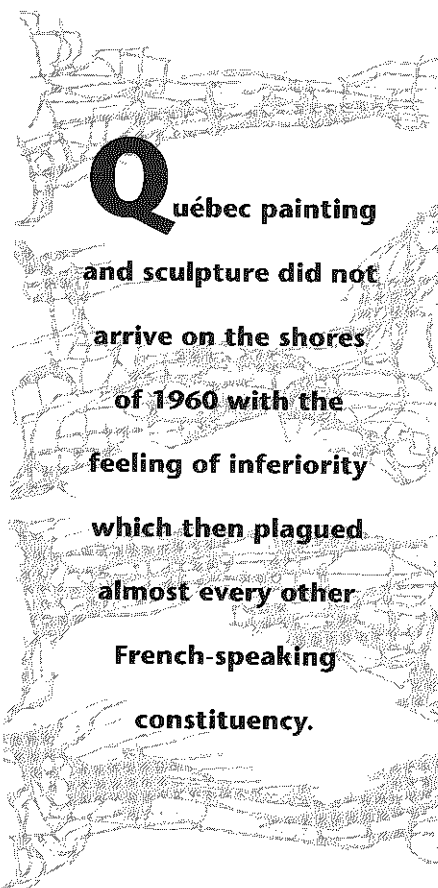 Québec painting
and sculpture did not
arrive on the shores
of 1960 with the
feeling of inferiority
which then plagued
almost every other
French-speaking
constituency.